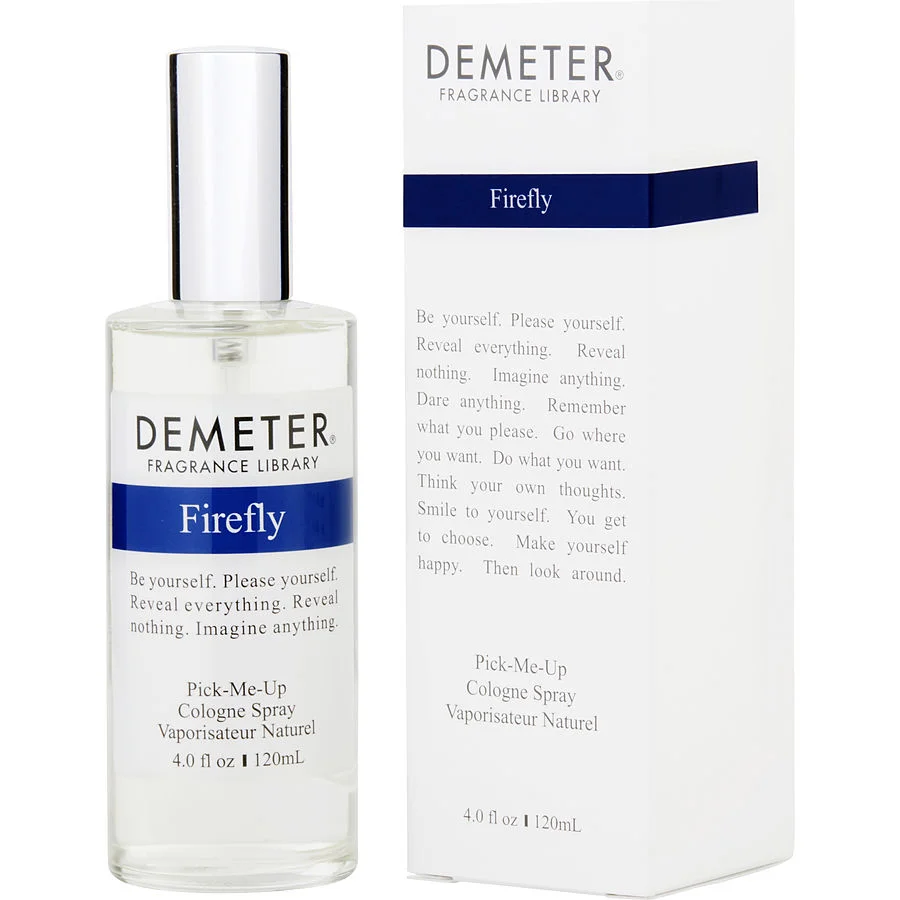 DEMETER®
FRAGRANCE LIBRARY
Firefly
Be yourself. Please yourself.
Reveal everything. Reveal
nothing. Imagine anything.
Pick-Me-Up
Cologne Spray
Vaporisateur Naturel
4.0 fl oz 120mL
DEMETER®
FRAGRANCE LIBRARY
Firefly
Be yourself. Please yourself.
Reveal everything. Reveal
nothing. Imagine anything.
Dare anything. Remember
what you please. Go where
you want. Do what you want.
Think your own thoughts.
Smile to yourself. You get
to choose. Make yourself
happy. Then look around.
Pick-Me-Up
Cologne Spray
Vaporisateur Naturel
4.0 fl oz 120mL